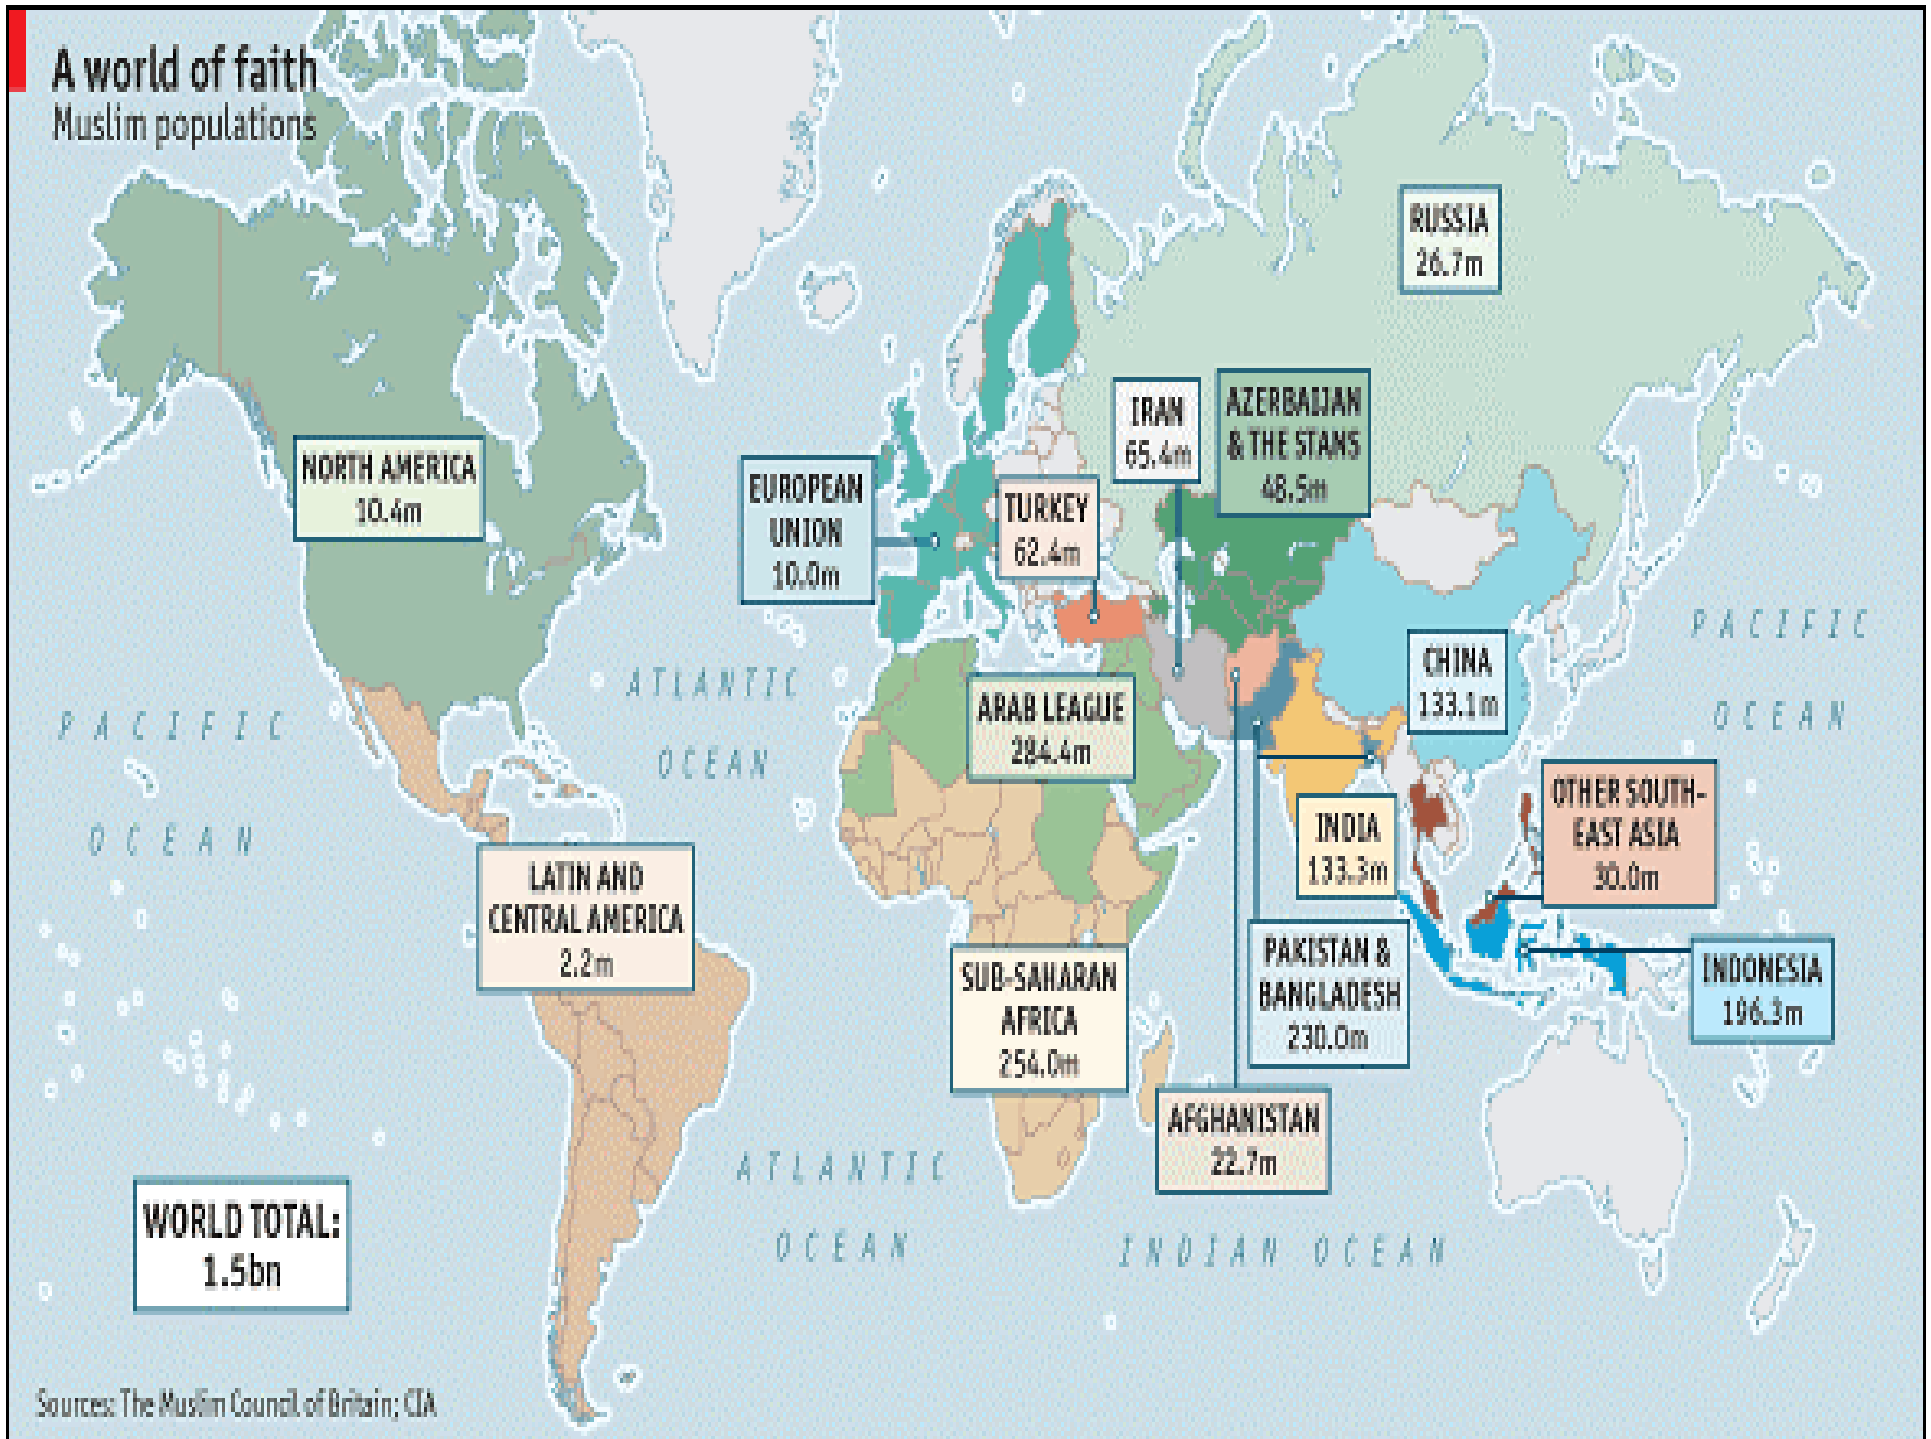 A world of faith
Muslim populations
RUSSIA
26.7m
IRAN
65.4m
AZERBAIJAN
& THE STANS
48.5m
NORTH AMERICA
10.4m
EUROPEAN
UNION
10.0m
TURKEY
62.4m
PACIFIC
OCEAN
CHINA
133.1m
ATLANTIC
OCEAN
ARAB LEAGUE
284.4m
PACIFIC
OCEAN
OTHER SOUTH-
EAST ASIA
30.0m
INDIA
133.3m
LATIN AND
CENTRAL AMERICA
2.2m
SUB-SAHARAN
AFRICA
254.0m
PAKISTAN &
BANGLADESH
230.0m
INDONESIA
196.3m
AFGHANISTAN
22.7m
ATLANTIC
OCEAN
INDIAN OCEAN
WORLD TOTAL:
1.5bn
Sources: The Muslim Council of Britain; CIA